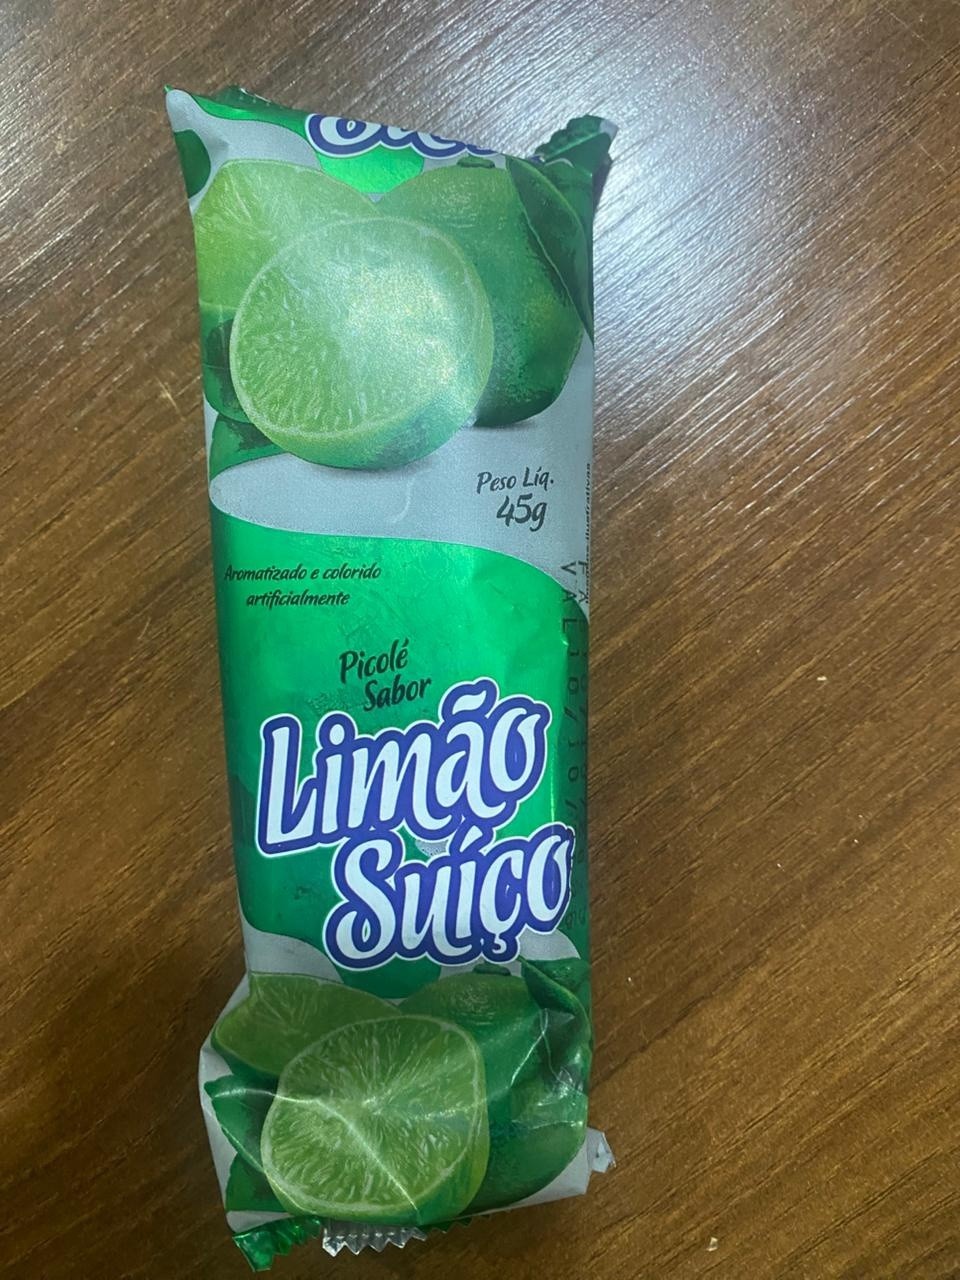 Peso Líq.
45g
Aromatizado e colorido
artificialmente
Picolé
Sabor
Limão
Suíço